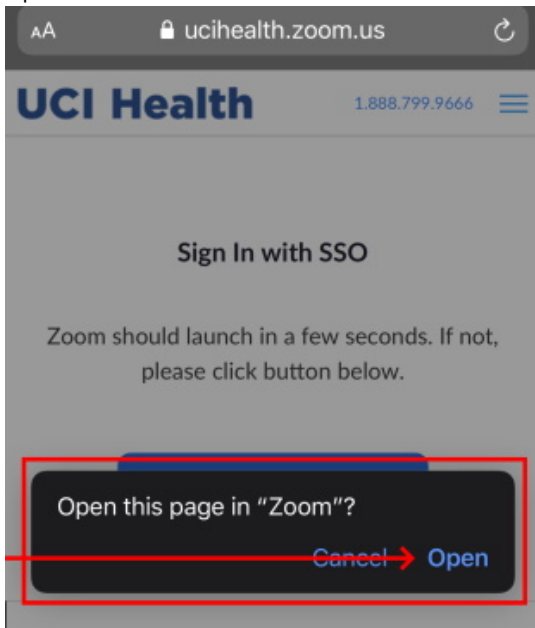 AA ucihealth.zoom.us
UCI Health 1.888.799.9666
Sign In with SSO
Zoom should launch in a few seconds. If not,
please click button below.
Open this page in “Zoom”?
Cancel Open